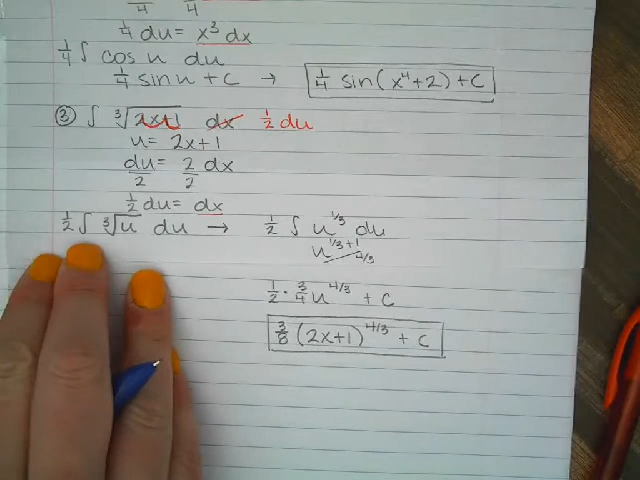 4 4
1/4 du = x³ dx
1/4 ∫ cos u du
1/4 sin u + C → 1/4 sin(x⁴+2) + C
② ∫ ∛(2x+1) dx 1/2 du
u = 2x+1
du/2 = 2/2 dx
1/2 du = dx
1/2 ∫ ∛u du → 1/2 ∫ u^(1/3) du
u^(1/3+1) 4/3
1/2 · 3/4 u^(4/3) + C
3/8 (2x+1)^(4/3) + C